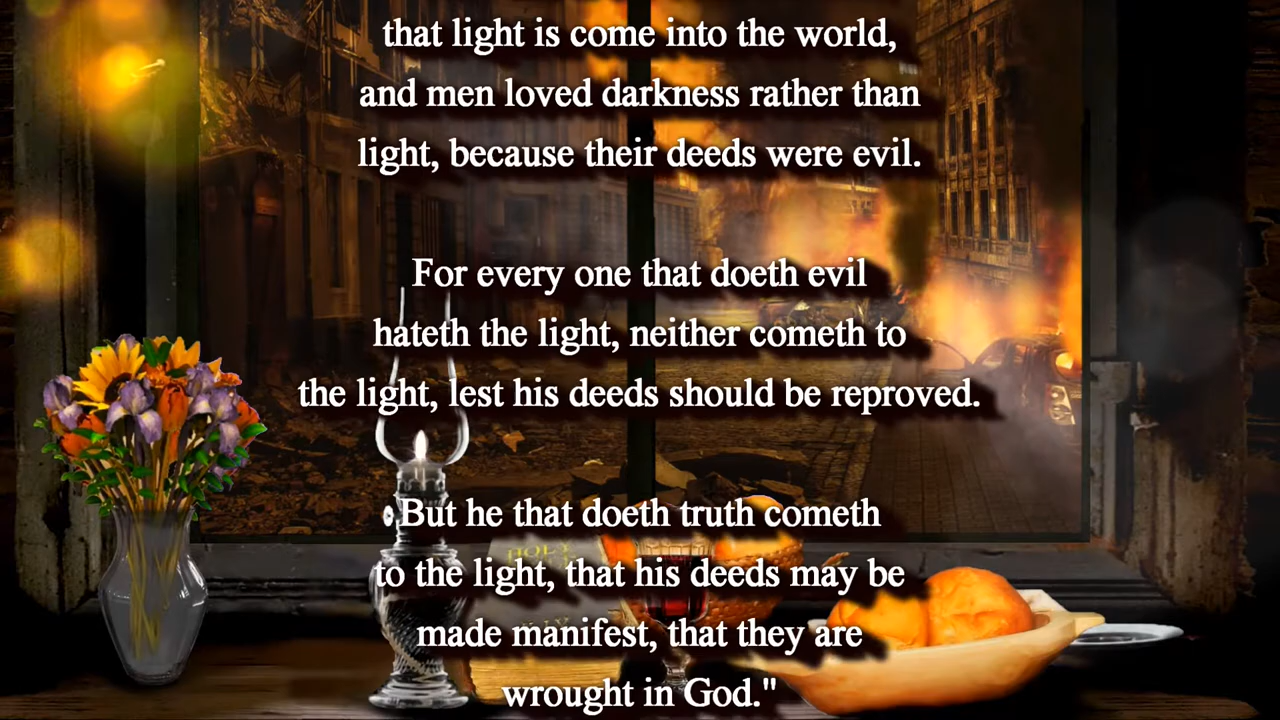 that light is come into the world,
and men loved darkness rather than
light, because their deeds were evil.
For every one that doeth evil
hateth the light, neither cometh to
the light, lest his deeds should be reproved.
But he that doeth truth cometh
to the light, that his deeds may be
made manifest, that they are
wrought in God."
HOLY